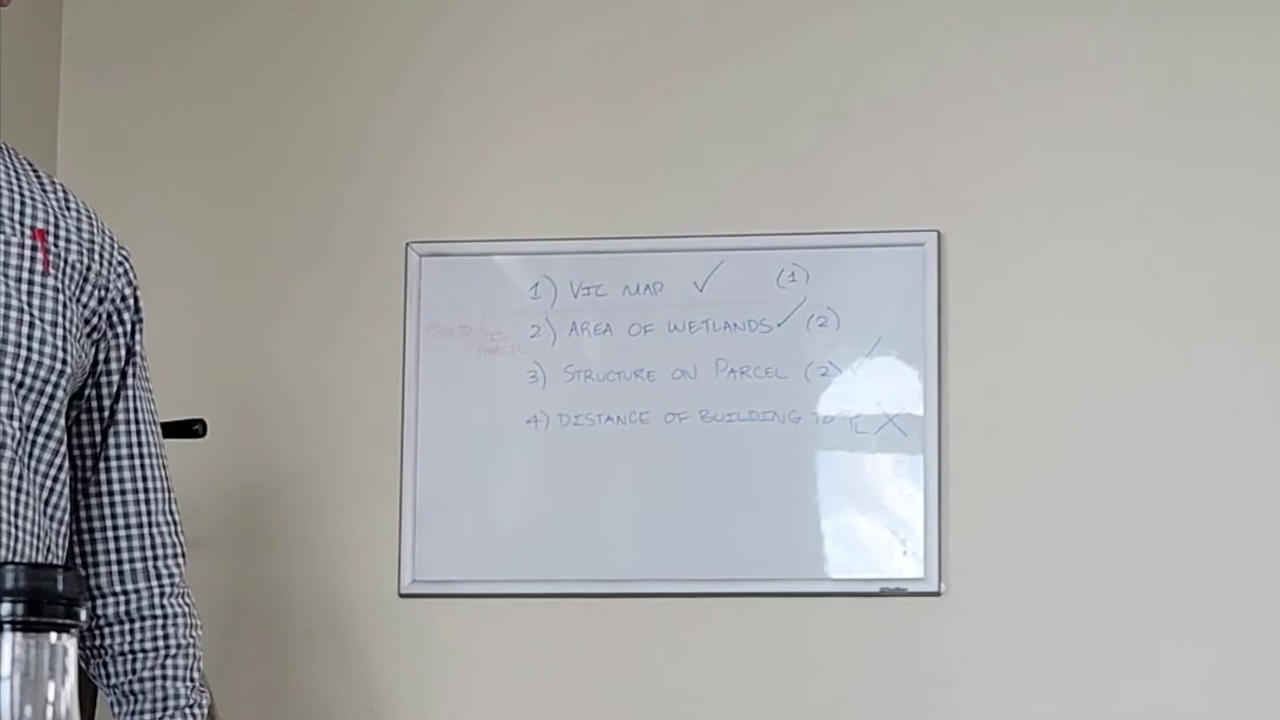 1) VIC MAP ✓ (1)
2) AREA OF WETLANDS ✓ (2)
3) STRUCTURE ON PARCEL (2) ✓
4) DISTANCE OF BUILDING TO TL X